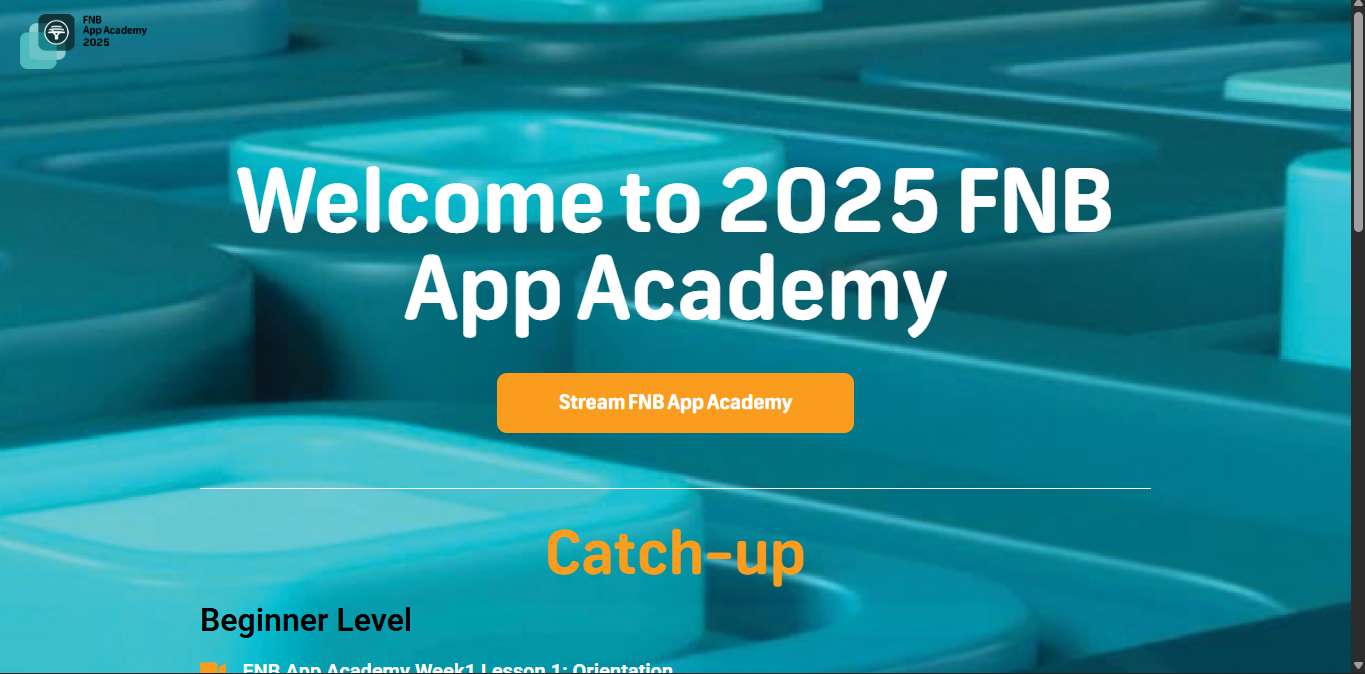 FNB
App Academy
2025
Welcome to 2025 FNB
App Academy
Stream FNB App Academy
Catch-up
Beginner Level
FNB App Academy Week1 Lesson 1: Orientation